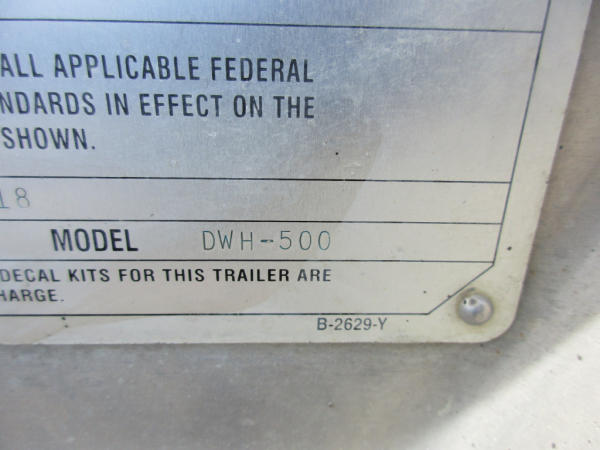 ALL APPLICABLE FEDERAL
NDARDS IN EFFECT ON THE
SHOWN.
18
MODEL DWH-500
DECAL KITS FOR THIS TRAILER ARE
HARGE.
B-2629-Y